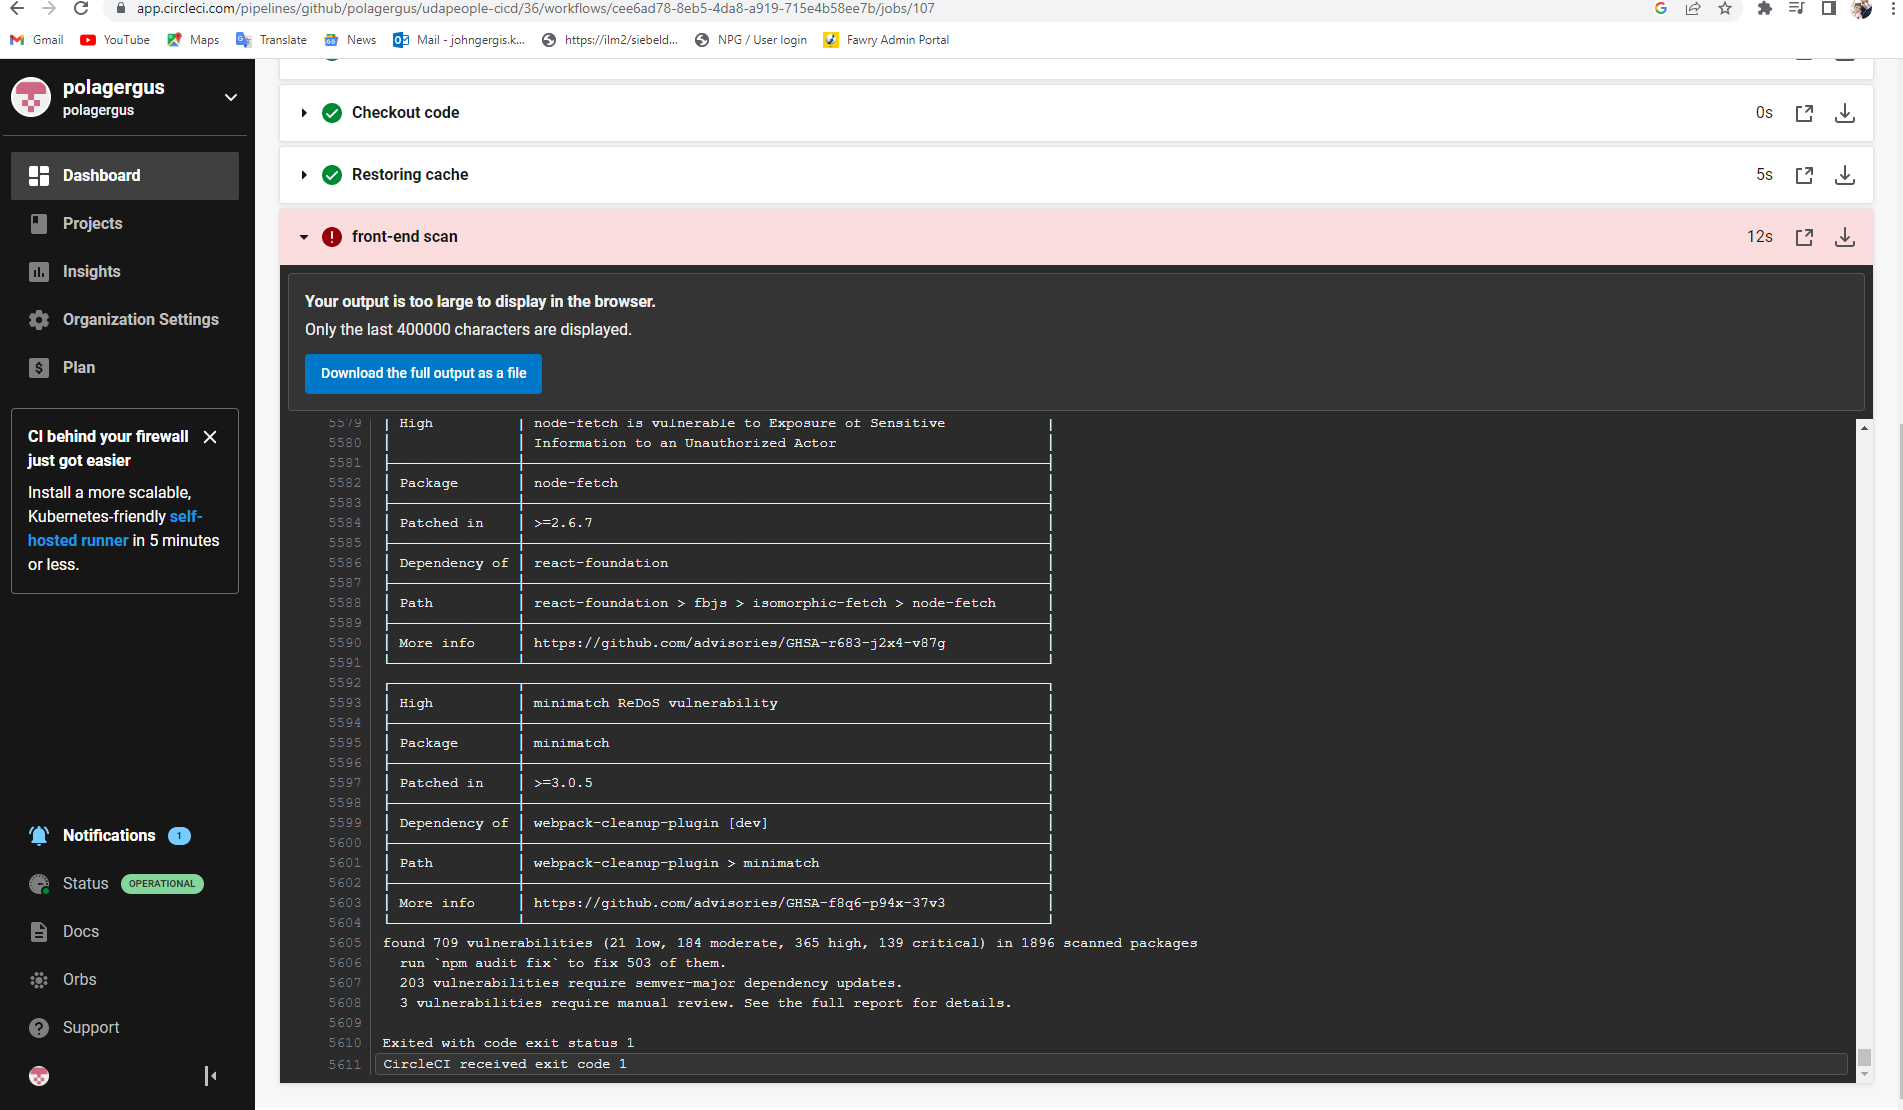 app.circleci.com/pipelines/github/polagergus/udapeople-cicd/36/workflows/cee6ad78-8eb5-4da8-a919-715e4b58ee7b/jobs/107
Gmail YouTube Maps Translate News Mail - johngergis.k... https://ilm2/siebeld... NPG / User login Fawry Admin Portal
polagergus
polagergus
Dashboard
Projects
Insights
Organization Settings
Plan
CI behind your firewall
just got easier
Install a more scalable,
Kubernetes-friendly self-
hosted runner in 5 minutes
or less.
Notifications 1
Status OPERATIONAL
Docs
Orbs
Support
Checkout code 0s
Restoring cache 5s
front-end scan 12s
Your output is too large to display in the browser.
Only the last 400000 characters are displayed.
Download the full output as a file
5579 High node-fetch is vulnerable to Exposure of Sensitive
5580 Information to an Unauthorized Actor
5581
5582 Package node-fetch
5583
5584 Patched in >=2.6.7
5585
5586 Dependency of react-foundation
5587
5588 Path react-foundation > fbjs > isomorphic-fetch > node-fetch
5589
5590 More info https://github.com/advisories/GHSA-r683-j2x4-v87g
5591
5592
5593 High minimatch ReDoS vulnerability
5594
5595 Package minimatch
5596
5597 Patched in >=3.0.5
5598
5599 Dependency of webpack-cleanup-plugin [dev]
5600
5601 Path webpack-cleanup-plugin > minimatch
5602
5603 More info https://github.com/advisories/GHSA-f8q6-p94x-37v3
5604
5605 found 709 vulnerabilities (21 low, 184 moderate, 365 high, 139 critical) in 1896 scanned packages
5606 run `npm audit fix` to fix 503 of them.
5607 203 vulnerabilities require semver-major dependency updates.
5608 3 vulnerabilities require manual review. See the full report for details.
5609
5610 Exited with code exit status 1
5611 CircleCI received exit code 1